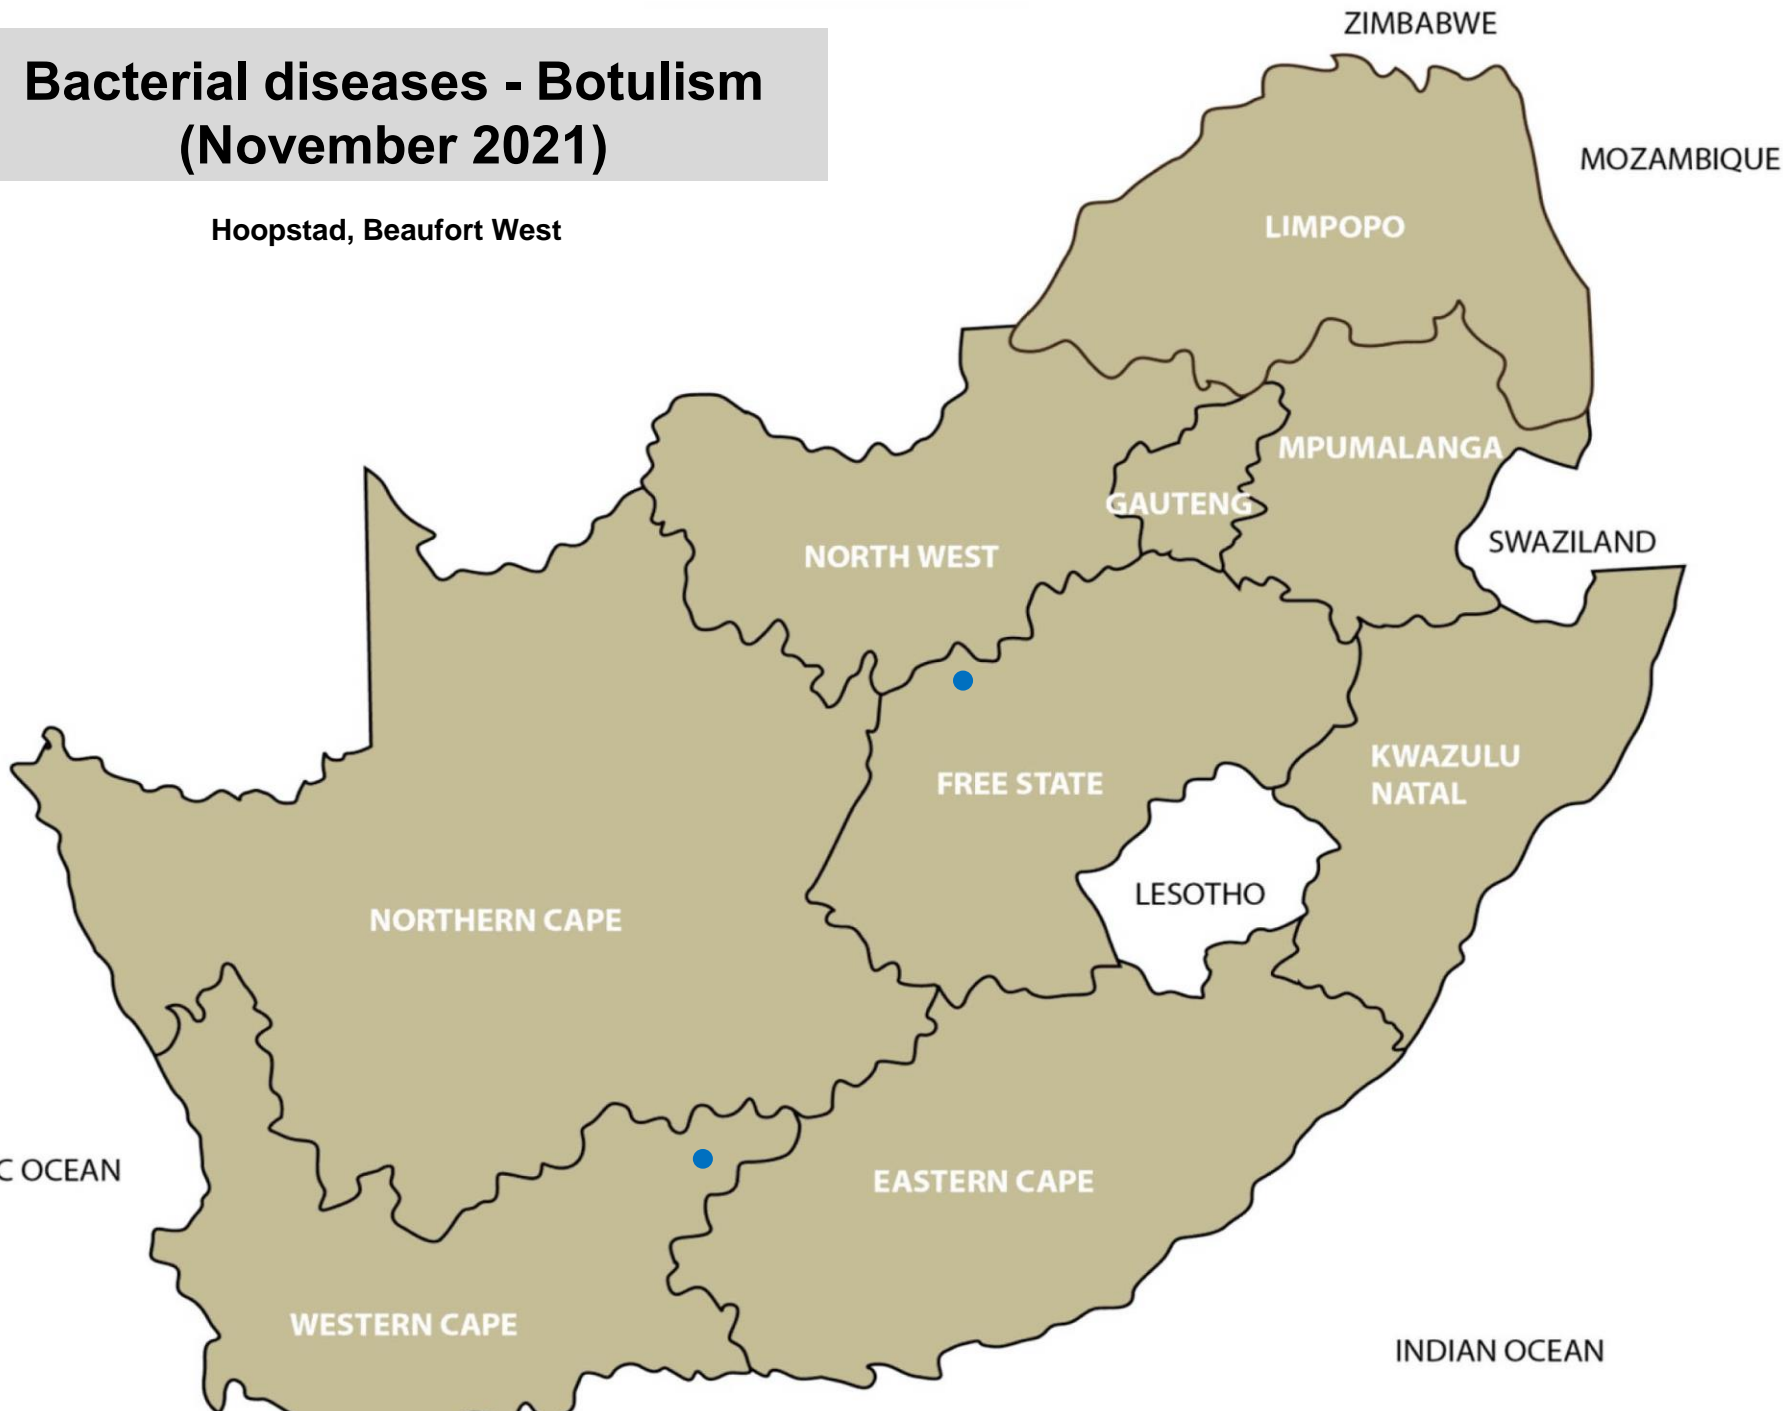 Bacterial diseases - Botulism
(November 2021)
Hoopstad, Beaufort West
ZIMBABWE
MOZAMBIQUE
LIMPOPO
MPUMALANGA
GAUTENG
SWAZILAND
NORTH WEST
KWAZULU
NATAL
FREE STATE
LESOTHO
NORTHERN CAPE
C OCEAN
EASTERN CAPE
WESTERN CAPE
INDIAN OCEAN